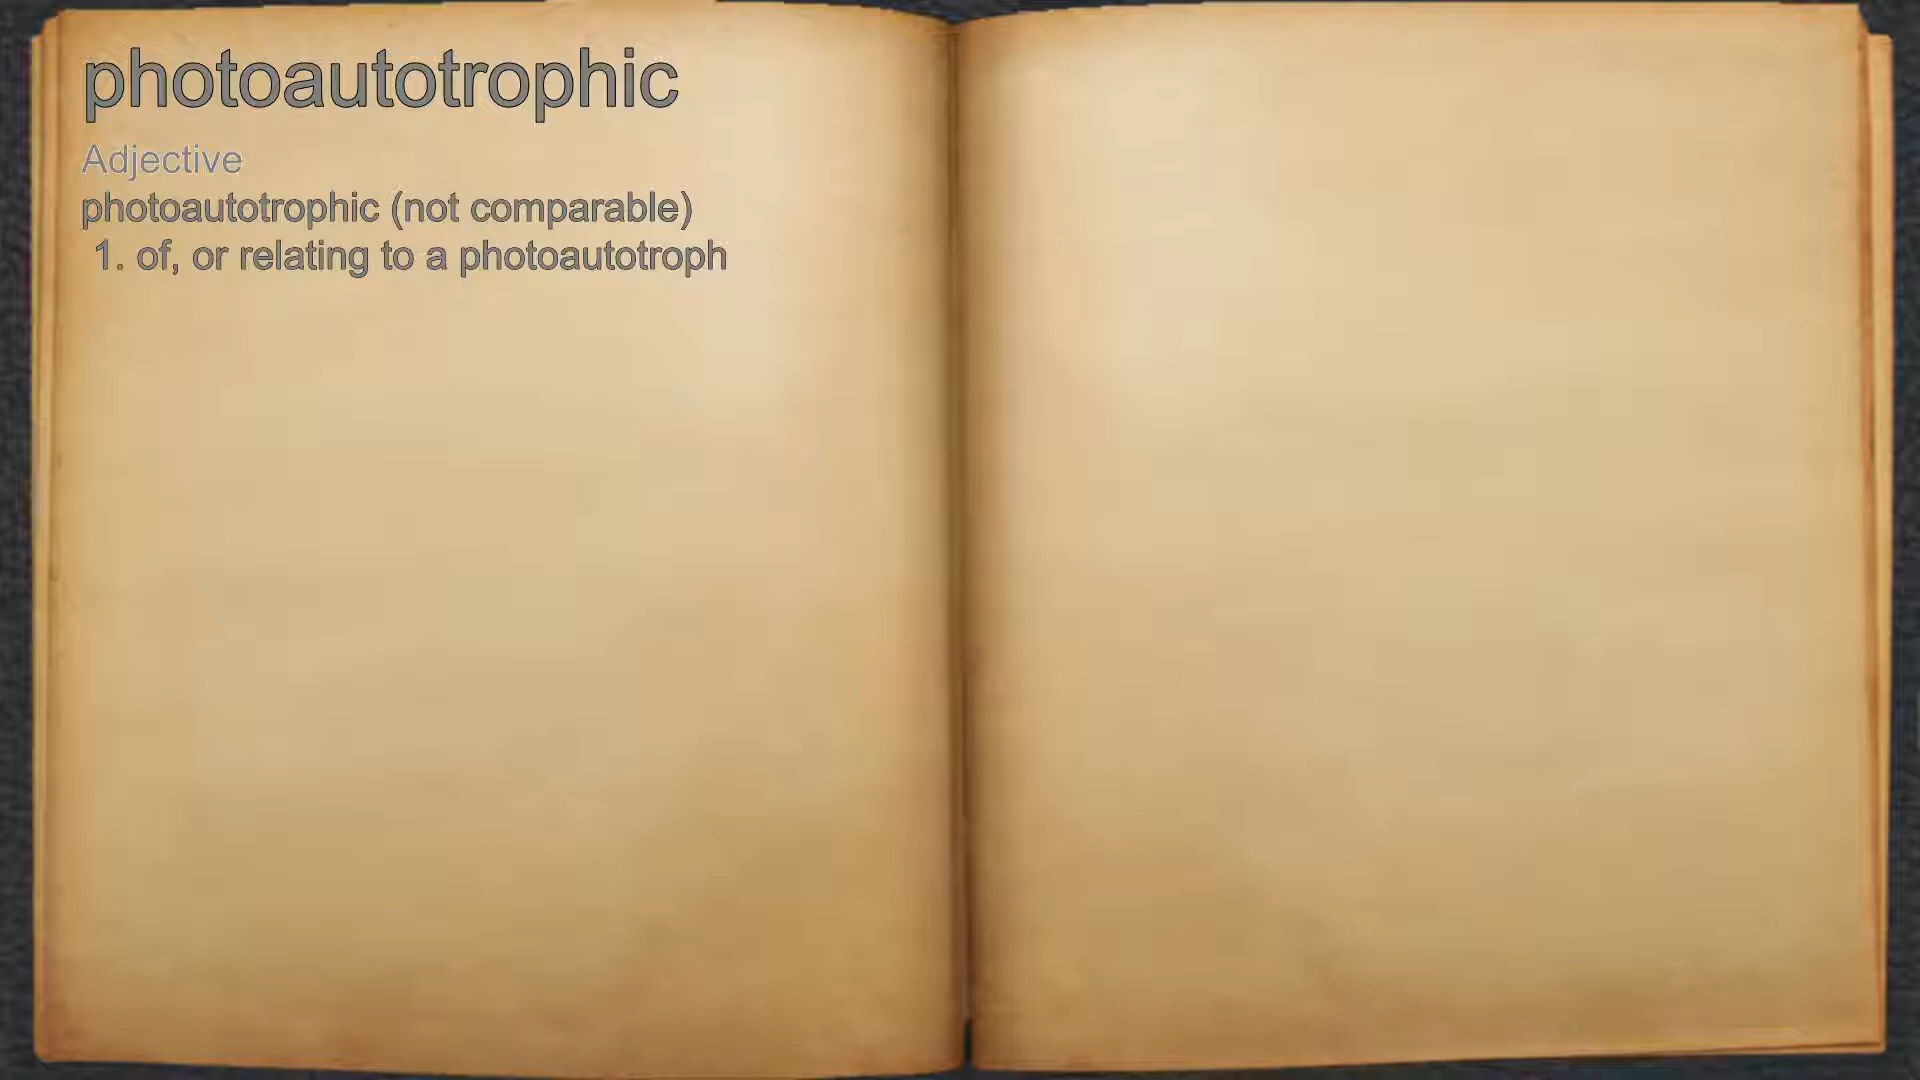 photoautotrophic
Adjective
photoautotrophic (not comparable)
1. of, or relating to a photoautotroph